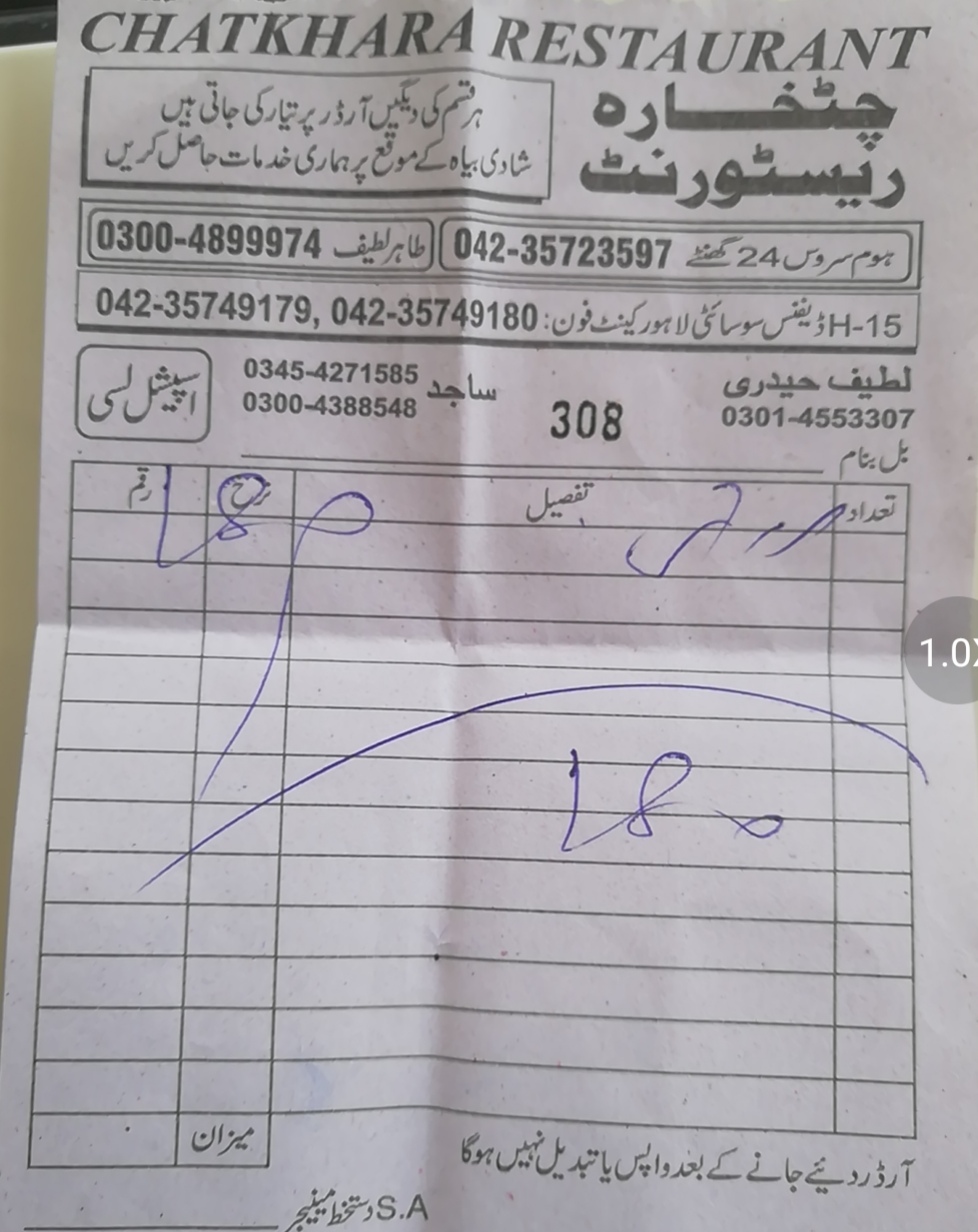 CHATKHARA RESTAURANT
چٹخارہ
ریسٹورنٹ
ہر قسم کی دیگیں آرڈر پر تیار کی جاتی ہیں
شادی بیاہ کے موقع پر ہماری خدمات حاصل کریں
ہوم سروس 24 گھنٹے 042-35723597
طاہر لطیف 0300-4899974
H-15 ڈیفنس سوسائٹی لاہور کینٹ فون: 042-35749180 ,042-35749179
لطیف حیدری
0301-4553307
308
ساجد 0345-4271585
0300-4388548
اسپیشل لسی
بل بنام
تعداد تفصیل نرخ رقم
180
180
میزان
آرڈر دئیے جانے کے بعد واپس یا تبدیل نہیں ہوگا
S.A دستخط مینیجر
1.0X